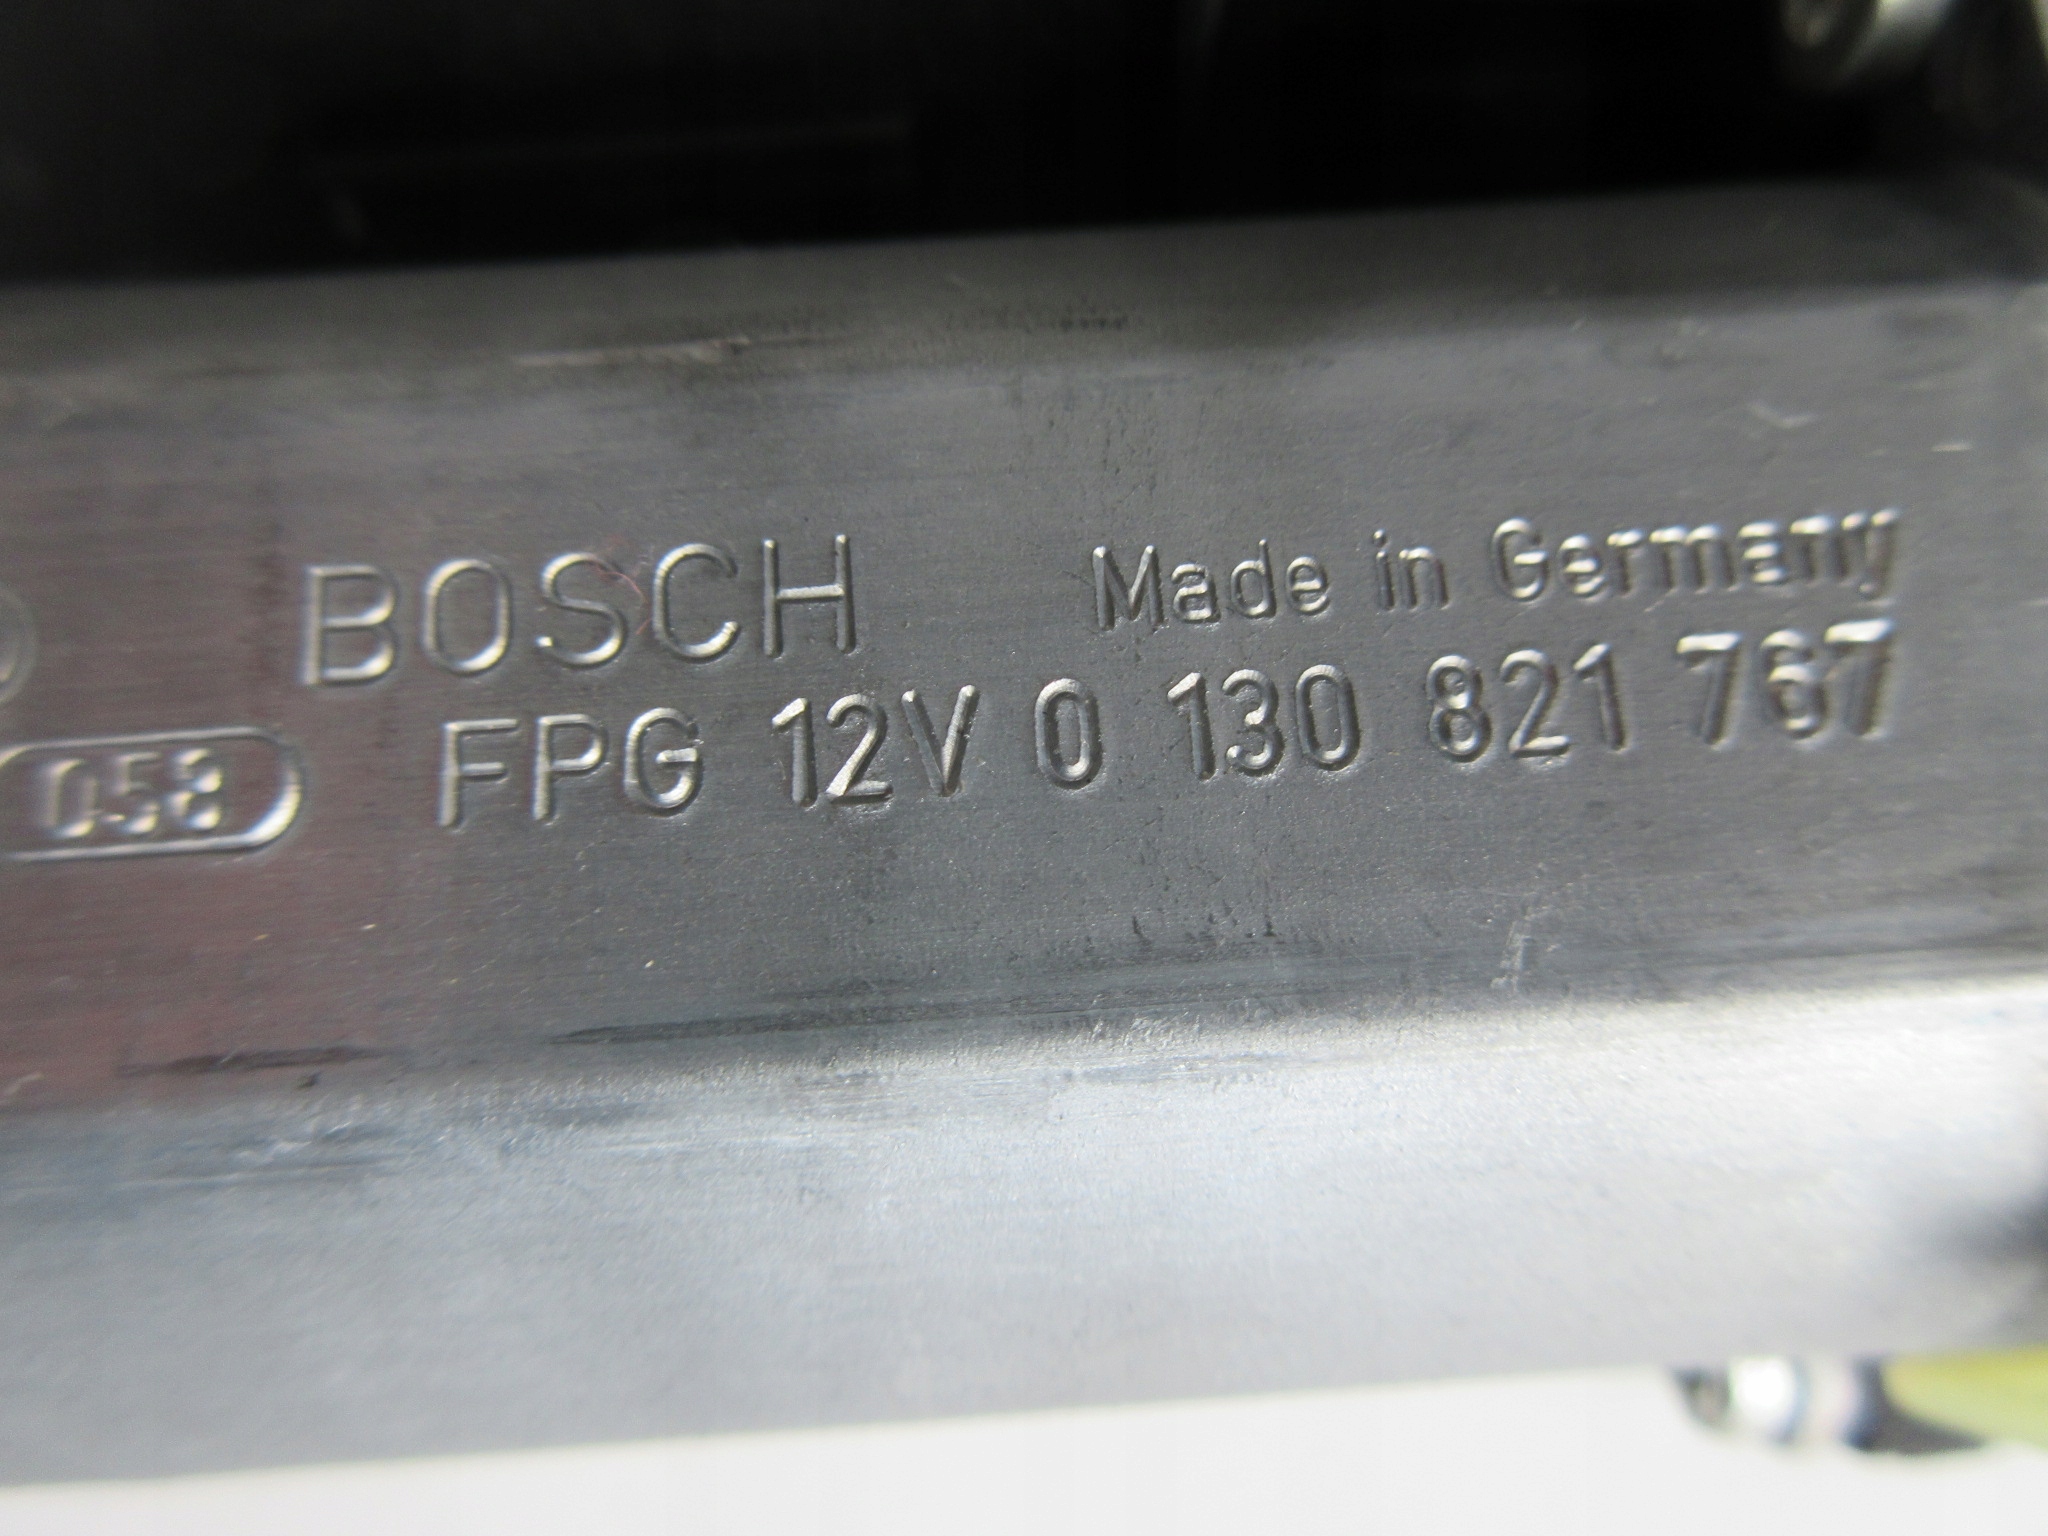 BOSCH Made in Germany
058 FPG 12V 0 130 821 767